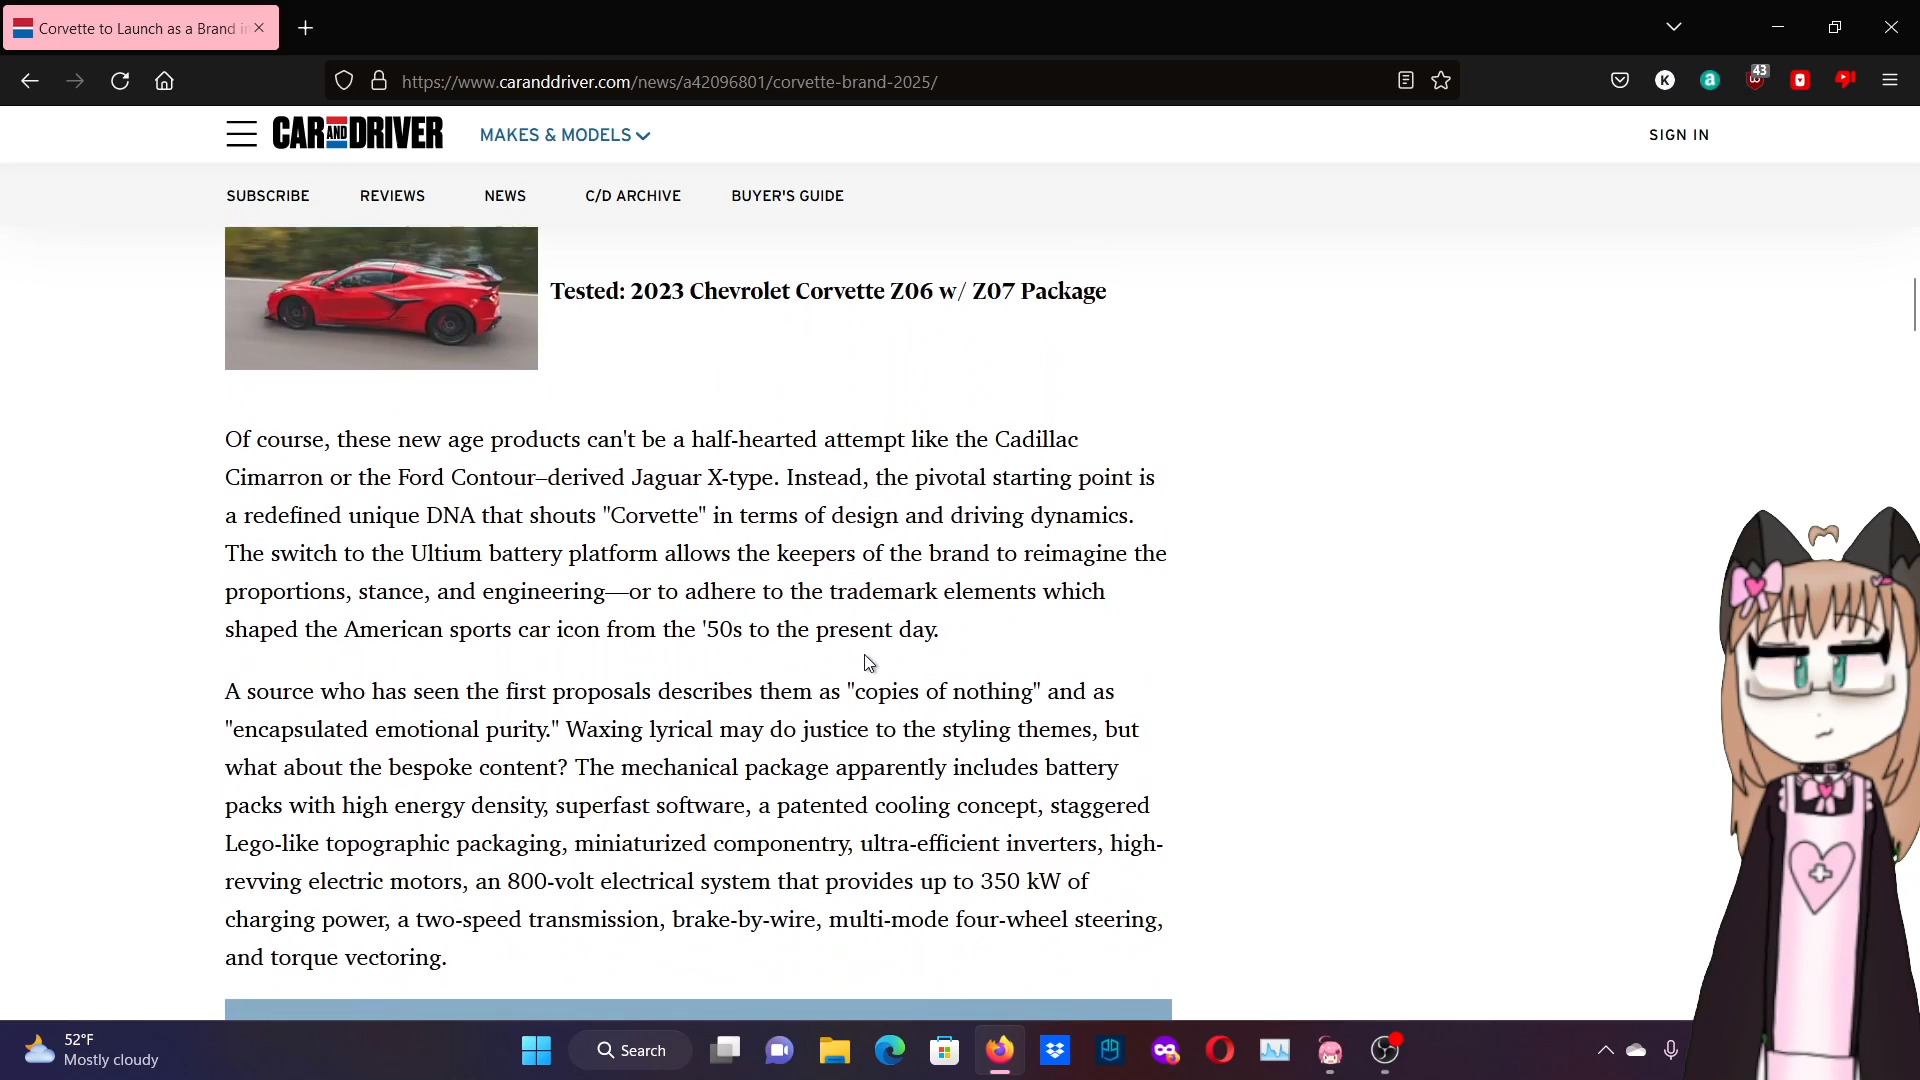 Corvette to Launch as a Brand in
https://www.caranddriver.com/news/a42096801/corvette-brand-2025/
K
a
43
CAR AND DRIVER
MAKES & MODELS
SIGN IN
SUBSCRIBE
REVIEWS
NEWS
C/D ARCHIVE
BUYER'S GUIDE
Tested: 2023 Chevrolet Corvette Z06 w/ Z07 Package
Of course, these new age products can't be a half-hearted attempt like the Cadillac
Cimarron or the Ford Contour–derived Jaguar X-type. Instead, the pivotal starting point is
a redefined unique DNA that shouts "Corvette" in terms of design and driving dynamics.
The switch to the Ultium battery platform allows the keepers of the brand to reimagine the
proportions, stance, and engineering—or to adhere to the trademark elements which
shaped the American sports car icon from the '50s to the present day.
A source who has seen the first proposals describes them as "copies of nothing" and as
"encapsulated emotional purity." Waxing lyrical may do justice to the styling themes, but
what about the bespoke content? The mechanical package apparently includes battery
packs with high energy density, superfast software, a patented cooling concept, staggered
Lego-like topographic packaging, miniaturized componentry, ultra-efficient inverters, high-
revving electric motors, an 800-volt electrical system that provides up to 350 kW of
charging power, a two-speed transmission, brake-by-wire, multi-mode four-wheel steering,
and torque vectoring.
52°F
Mostly cloudy
Search